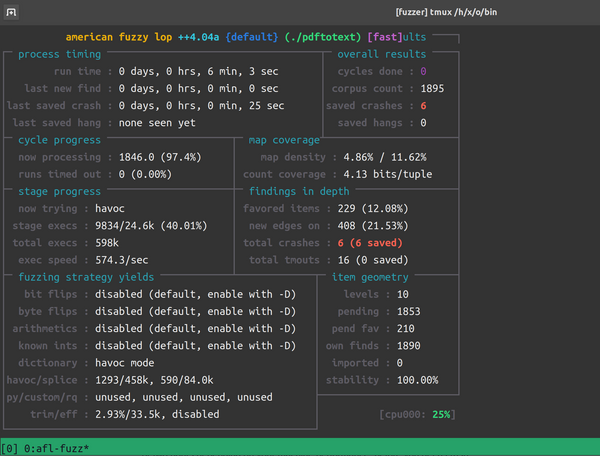 [fuzzer] tmux /h/x/o/bin
american fuzzy lop ++4.04a {default} (./pdftotext) [fast]ults
process timing overall results
run time : 0 days, 0 hrs, 6 min, 3 sec cycles done : 0
last new find : 0 days, 0 hrs, 0 min, 0 sec corpus count : 1895
last saved crash : 0 days, 0 hrs, 0 min, 25 sec saved crashes : 6
last saved hang : none seen yet saved hangs : 0
cycle progress map coverage
now processing : 1846.0 (97.4%) map density : 4.86% / 11.62%
runs timed out : 0 (0.00%) count coverage : 4.13 bits/tuple
stage progress findings in depth
now trying : havoc favored items : 229 (12.08%)
stage execs : 9834/24.6k (40.01%) new edges on : 408 (21.53%)
total execs : 598k total crashes : 6 (6 saved)
exec speed : 574.3/sec total tmouts : 16 (0 saved)
fuzzing strategy yields item geometry
bit flips : disabled (default, enable with -D) levels : 10
byte flips : disabled (default, enable with -D) pending : 1853
arithmetics : disabled (default, enable with -D) pend fav : 210
known ints : disabled (default, enable with -D) own finds : 1890
dictionary : havoc mode imported : 0
havoc/splice : 1293/458k, 590/84.0k stability : 100.00%
py/custom/rq : unused, unused, unused, unused
trim/eff : 2.93%/33.5k, disabled [cpu000: 25%]
[0] 0:afl-fuzz*